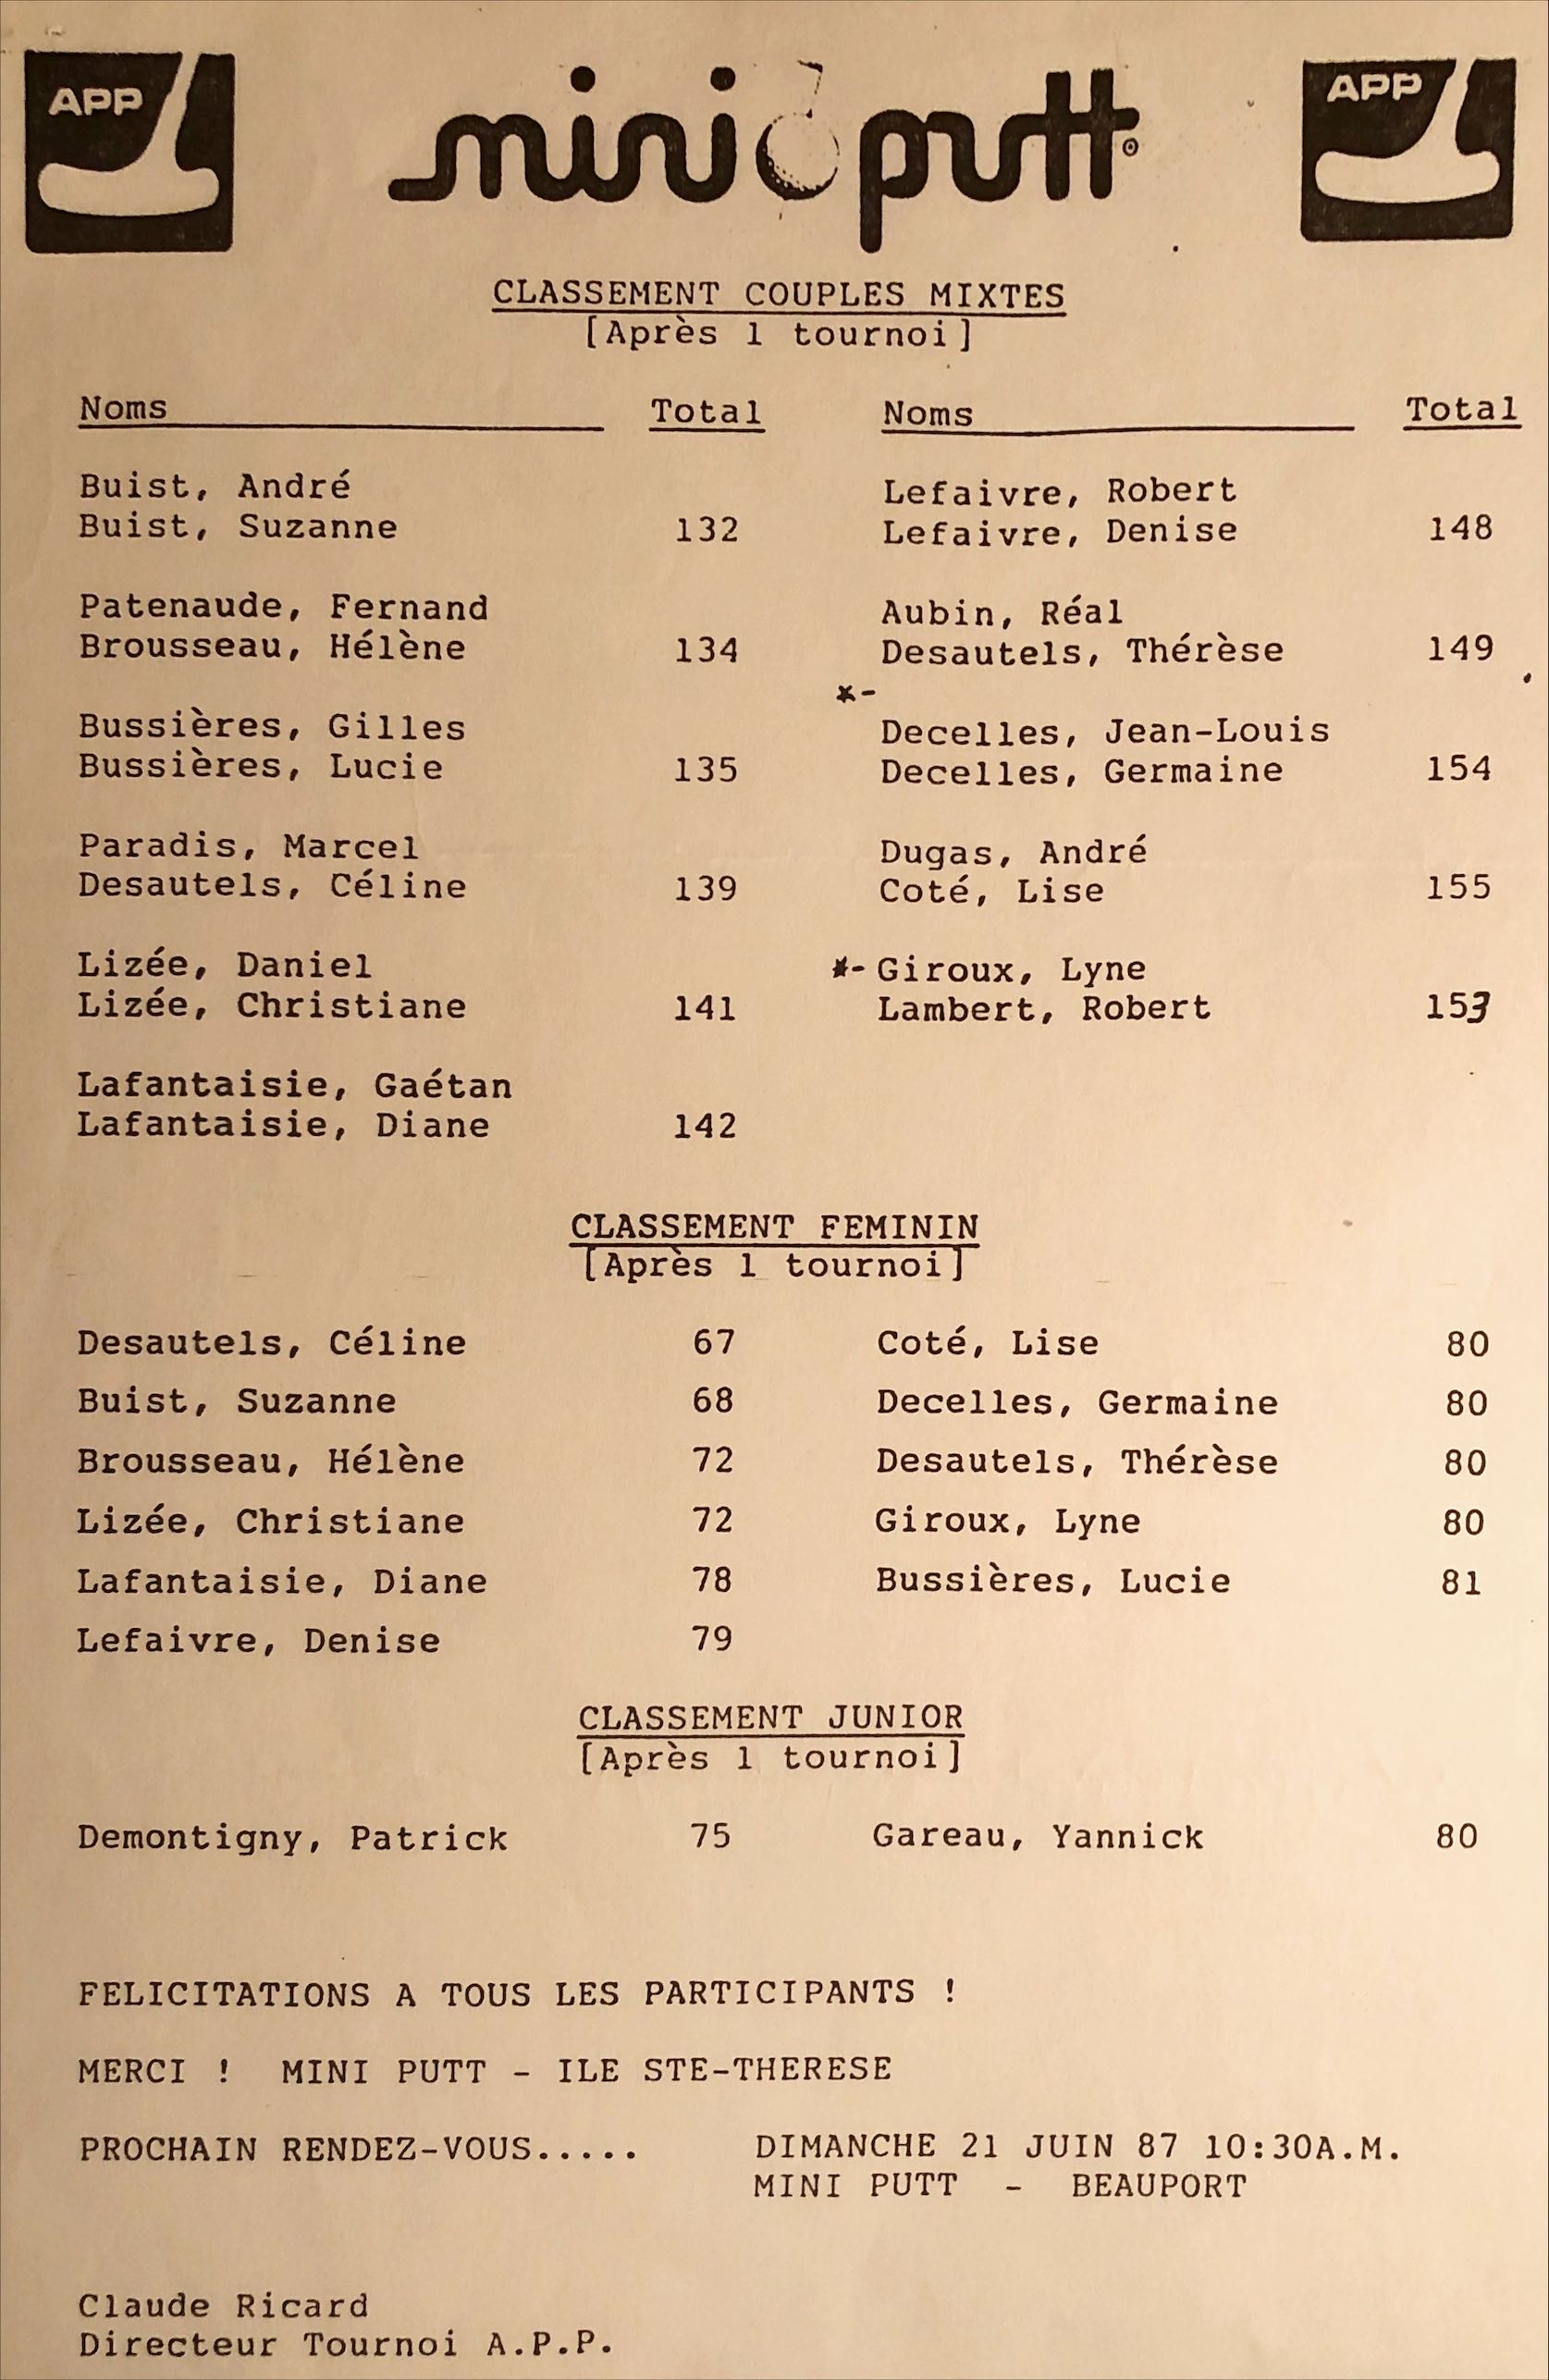 APP mini putt ® APP
CLASSEMENT COUPLES MIXTES
[Après 1 tournoi]
Noms Total Noms Total
Buist, André Lefaivre, Robert
Buist, Suzanne 132 Lefaivre, Denise 148
Patenaude, Fernand Aubin, Réal
Brousseau, Hélène 134 Desautels, Thérèse 149
*-
Bussières, Gilles Decelles, Jean-Louis
Bussières, Lucie 135 Decelles, Germaine 154
Paradis, Marcel Dugas, André
Desautels, Céline 139 Coté, Lise 155
Lizée, Daniel *- Giroux, Lyne
Lizée, Christiane 141 Lambert, Robert 153
Lafantaisie, Gaétan
Lafantaisie, Diane 142
CLASSEMENT FEMININ
[Après 1 tournoi]
Desautels, Céline 67 Coté, Lise 80
Buist, Suzanne 68 Decelles, Germaine 80
Brousseau, Hélène 72 Desautels, Thérèse 80
Lizée, Christiane 72 Giroux, Lyne 80
Lafantaisie, Diane 78 Bussières, Lucie 81
Lefaivre, Denise 79
CLASSEMENT JUNIOR
[Après 1 tournoi]
Demontigny, Patrick 75 Gareau, Yannick 80
FELICITATIONS A TOUS LES PARTICIPANTS !
MERCI ! MINI PUTT - ILE STE-THERESE
PROCHAIN RENDEZ-VOUS..... DIMANCHE 21 JUIN 87 10:30A.M.
MINI PUTT - BEAUPORT
Claude Ricard
Directeur Tournoi A.P.P.